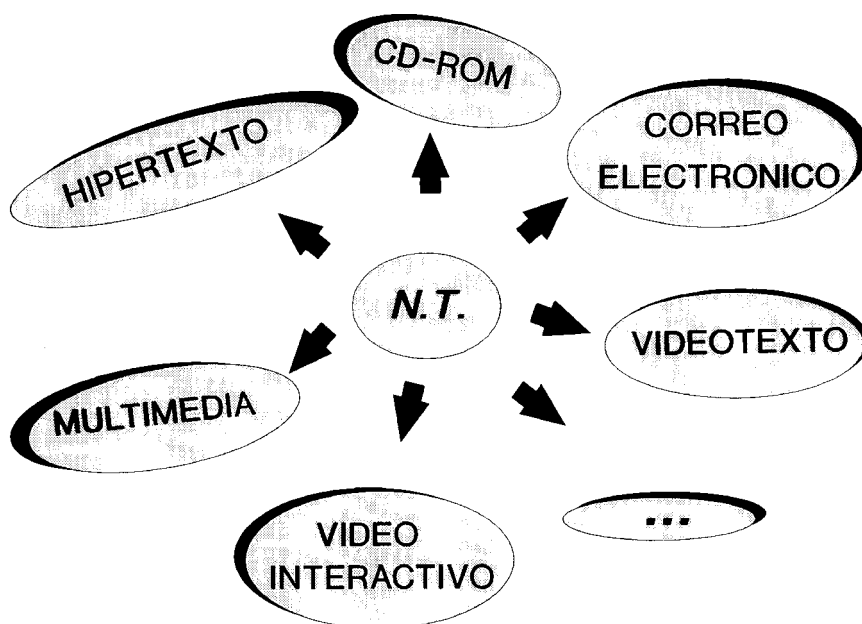 CD-ROM
HIPERTEXTO
CORREO
ELECTRONICO
N.T.
VIDEOTEXTO
MULTIMEDIA
...
VIDEO
INTERACTIVO